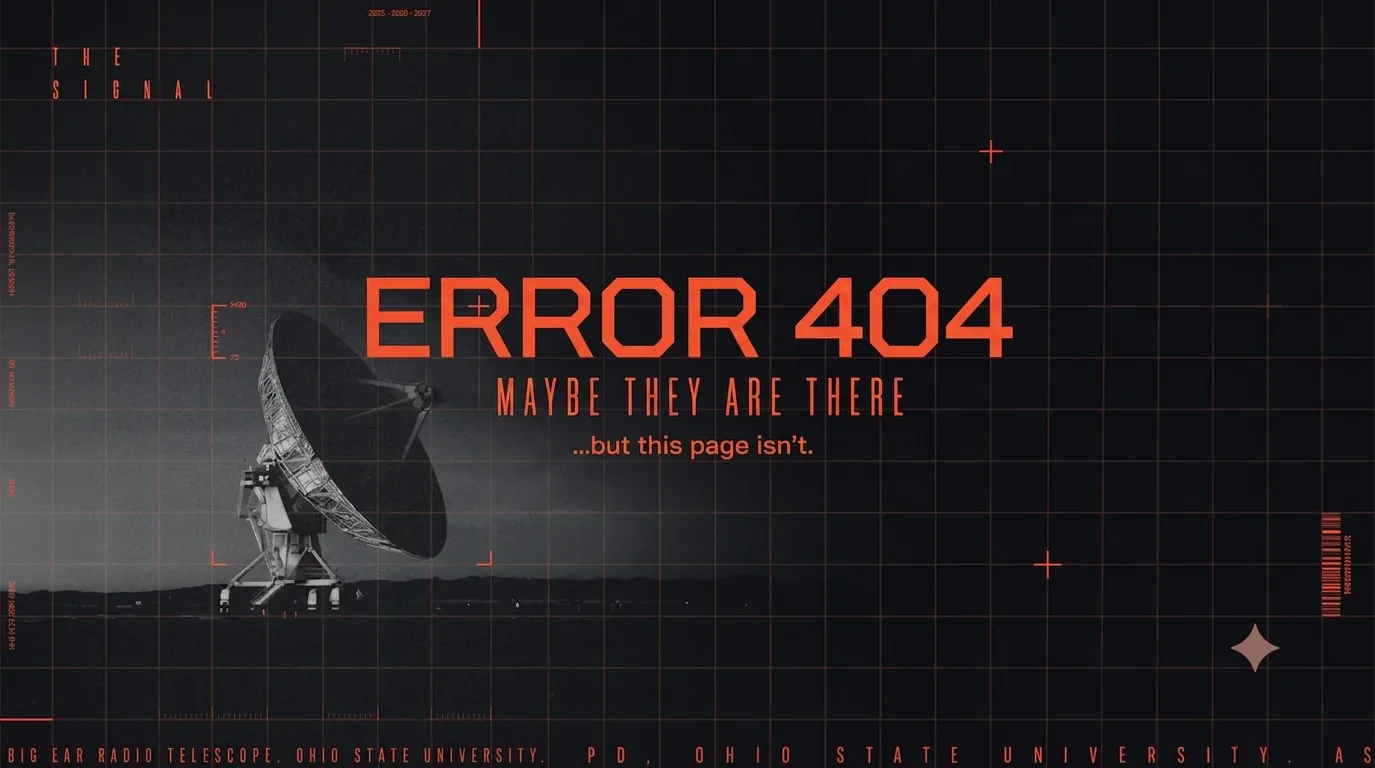 THE
SIGNAL
ERROR 404
MAYBE THEY ARE THERE
...but this page isn't.
BIG EAR RADIO TELESCOPE. OHIO STATE UNIVERSITY. PD, OHIO STATE UNIVERSITY. AS